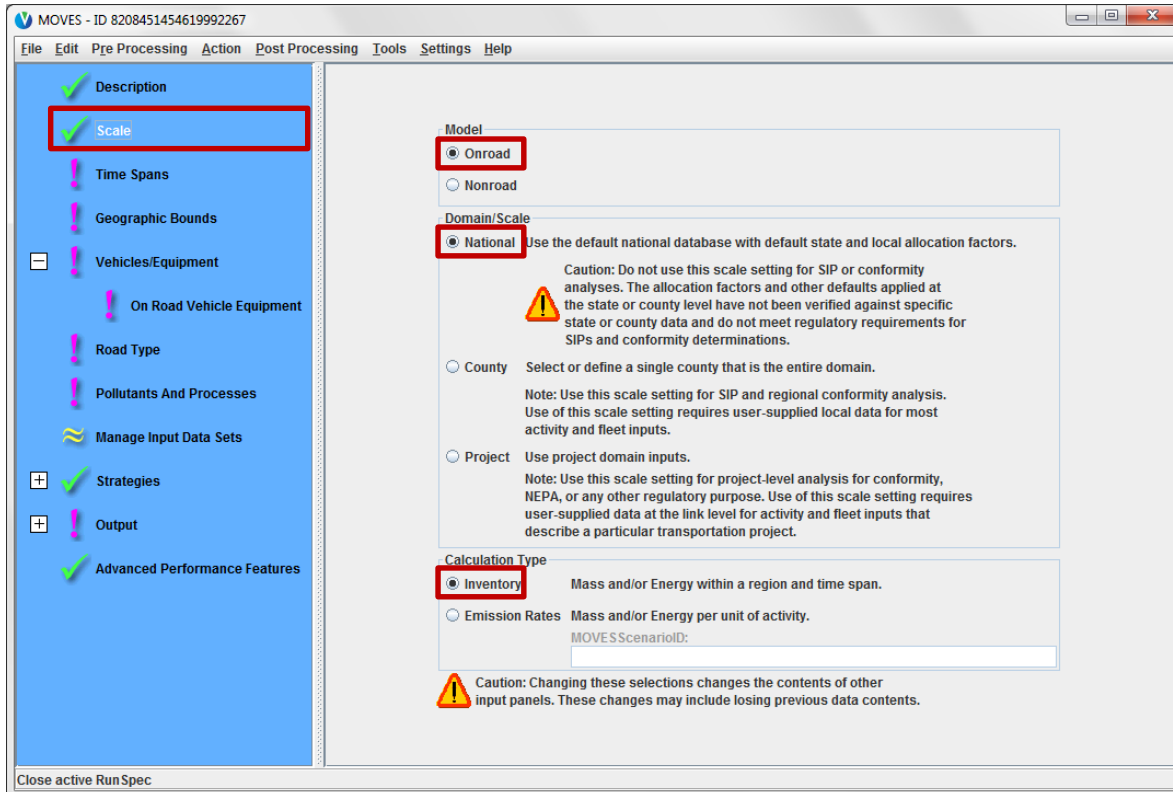 MOVES - ID 8208451454619992267
File Edit Pre Processing Action Post Processing Tools Settings Help
Description
Scale
Time Spans
Geographic Bounds
Vehicles/Equipment
On Road Vehicle Equipment
Road Type
Pollutants And Processes
Manage Input Data Sets
Strategies
Output
Advanced Performance Features
Model
Onroad
Nonroad
Domain/Scale
National Use the default national database with default state and local allocation factors.
Caution: Do not use this scale setting for SIP or conformity
analyses. The allocation factors and other defaults applied at
the state or county level have not been verified against specific
state or county data and do not meet regulatory requirements for
SIPs and conformity determinations.
County Select or define a single county that is the entire domain.
Note: Use this scale setting for SIP and regional conformity analysis.
Use of this scale setting requires user-supplied local data for most
activity and fleet inputs.
Project Use project domain inputs.
Note: Use this scale setting for project-level analysis for conformity,
NEPA, or any other regulatory purpose. Use of this scale setting requires
user-supplied data at the link level for activity and fleet inputs that
describe a particular transportation project.
Calculation Type
Inventory Mass and/or Energy within a region and time span.
Emission Rates Mass and/or Energy per unit of activity.
MOVESScenarioID:
Caution: Changing these selections changes the contents of other
input panels. These changes may include losing previous data contents.
Close active RunSpec